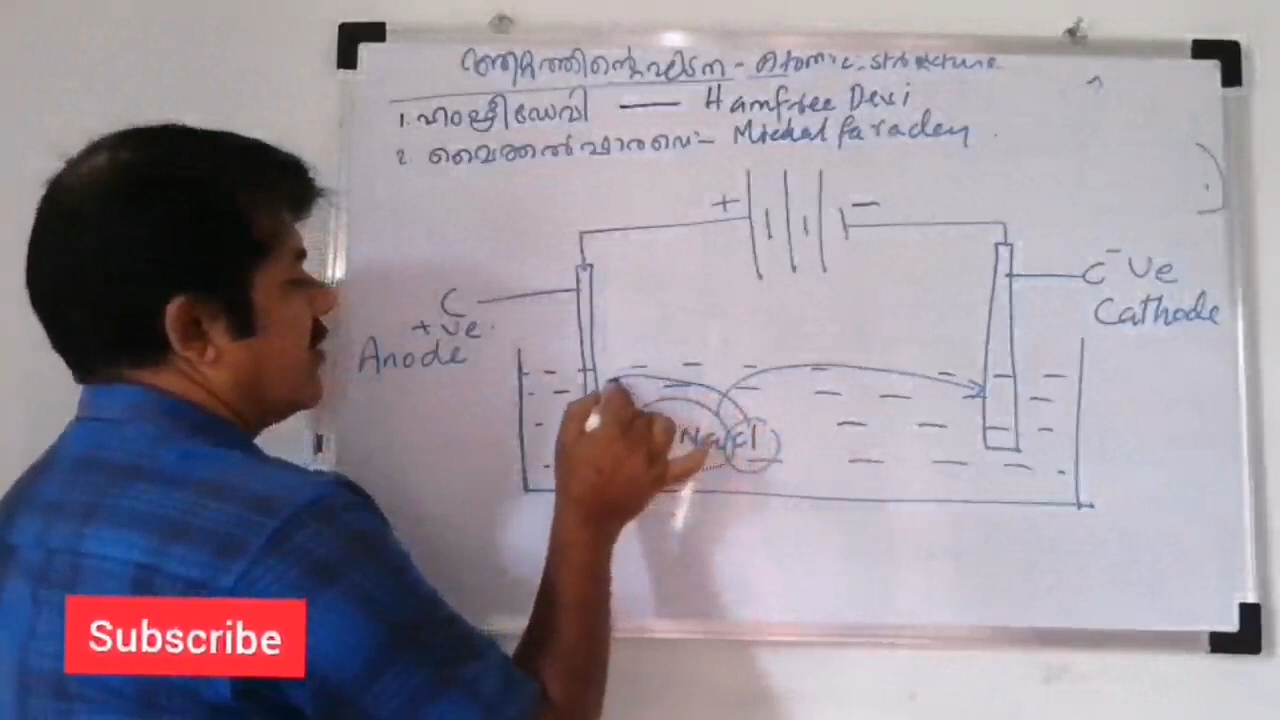 ആറ്റത്തിന്റെ ഘടന - Atomic structure
1. ഹംഫ്രീഡേവി — Hamfree Devi
2. മൈക്കൽ ഫാരഡെ - Michal faraday
+ −
C
+ve
Anode
C -ve
Cathode
NaCl
Subscribe